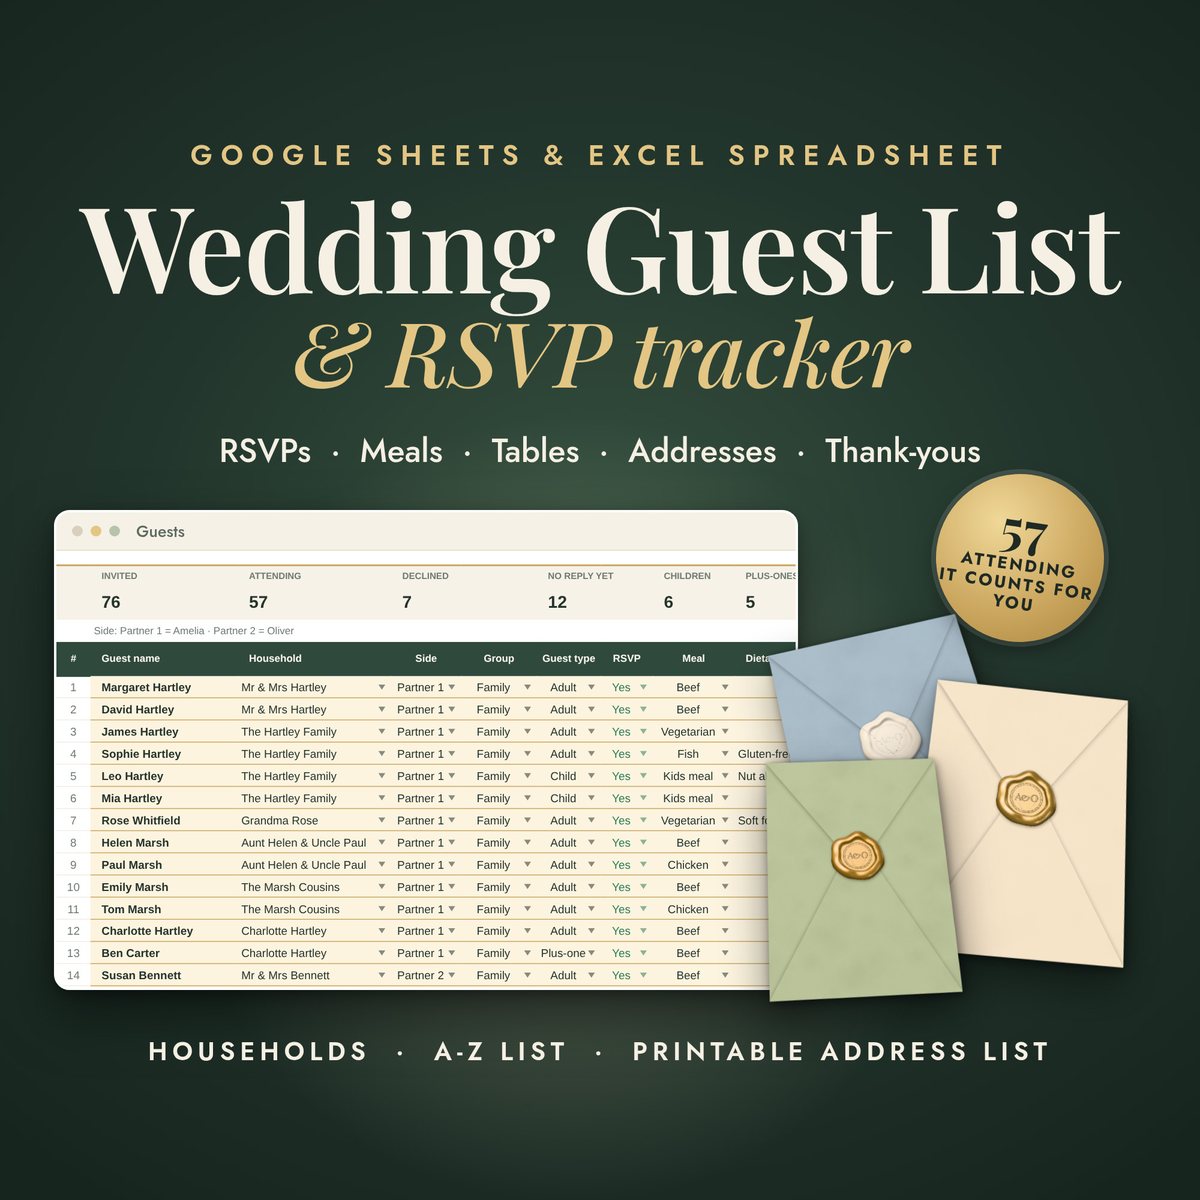 GOOGLE SHEETS & EXCEL SPREADSHEET
Wedding Guest List
& RSVP tracker
RSVPs · Meals · Tables · Addresses · Thank-yous
57
ATTENDING
IT COUNTS FOR
YOU
Guests
INVITED ATTENDING DECLINED NO REPLY YET CHILDREN PLUS-ONES
76 57 7 12 6 5
Side: Partner 1 = Amelia · Partner 2 = Oliver
# Guest name Household Side Group Guest type RSVP Meal
1 Margaret Hartley Mr & Mrs Hartley Partner 1 Family Adult Yes Beef
2 David Hartley Mr & Mrs Hartley Partner 1 Family Adult Yes Beef
3 James Hartley The Hartley Family Partner 1 Family Adult Yes Vegetarian
4 Sophie Hartley The Hartley Family Partner 1 Family Adult Yes Fish Gluten-fre
5 Leo Hartley The Hartley Family Partner 1 Family Child Yes Kids meal Nut
6 Mia Hartley The Hartley Family Partner 1 Family Child Yes Kids meal
7 Rose Whitfield Grandma Rose Partner 1 Family Adult Yes Vegetarian Soft
8 Helen Marsh Aunt Helen & Uncle Paul Partner 1 Family Adult Yes Beef
9 Paul Marsh Aunt Helen & Uncle Paul Partner 1 Family Adult Yes Chicken
10 Emily Marsh The Marsh Cousins Partner 1 Family Adult Yes Beef
11 Tom Marsh The Marsh Cousins Partner 1 Family Adult Yes Chicken
12 Charlotte Hartley Charlotte Hartley Partner 1 Family Adult Yes Beef
13 Ben Carter Charlotte Hartley Partner 1 Family Plus-one Yes Beef
14 Susan Bennett Mr & Mrs Bennett Partner 2 Family Adult Yes Beef
A&O
A&O
HOUSEHOLDS · A-Z LIST · PRINTABLE ADDRESS LIST